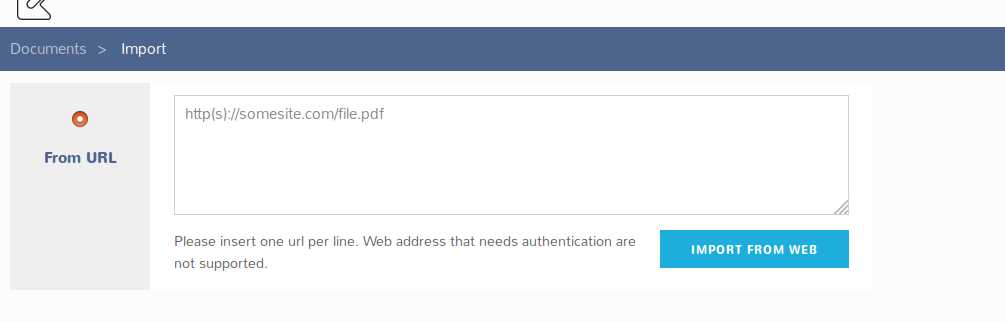 Documents > Import
http(s)://somesite.com/file.pdf
From URL
Please insert one url per line. Web address that needs authentication are
not supported.
IMPORT FROM WEB